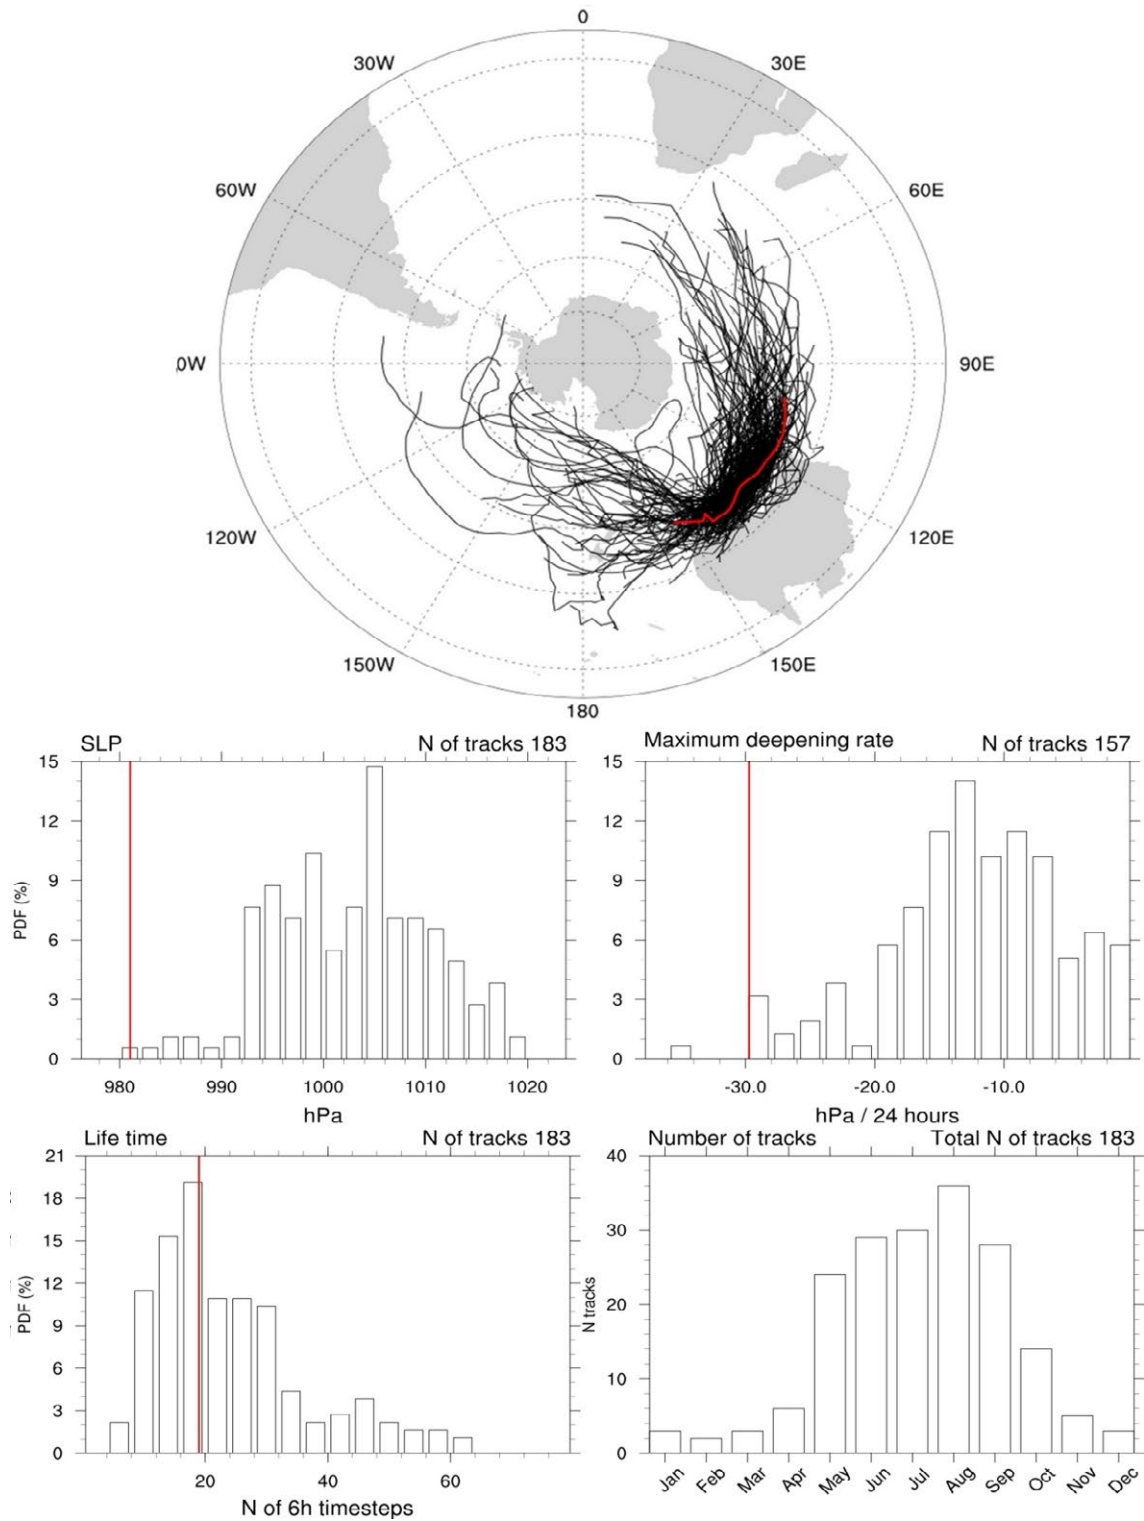 0
30W 30E
60W 60E
0W 90E
120W 120E
150W 150E
180
SLP N of tracks 183
15
12
9
6
3
0
PDF (%)
980 990 1000 1010 1020
hPa
Maximum deepening rate N of tracks 157
15
12
9
6
3
0
-30.0 -20.0 -10.0
hPa / 24 hours
Life time N of tracks 183
21
18
15
12
9
6
3
0
PDF (%)
20 40 60
N of 6h timesteps
Number of tracks Total N of tracks 183
40
30
20
10
0
N tracks
Jan Feb Mar Apr May Jun Jul Aug Sep Oct Nov Dec